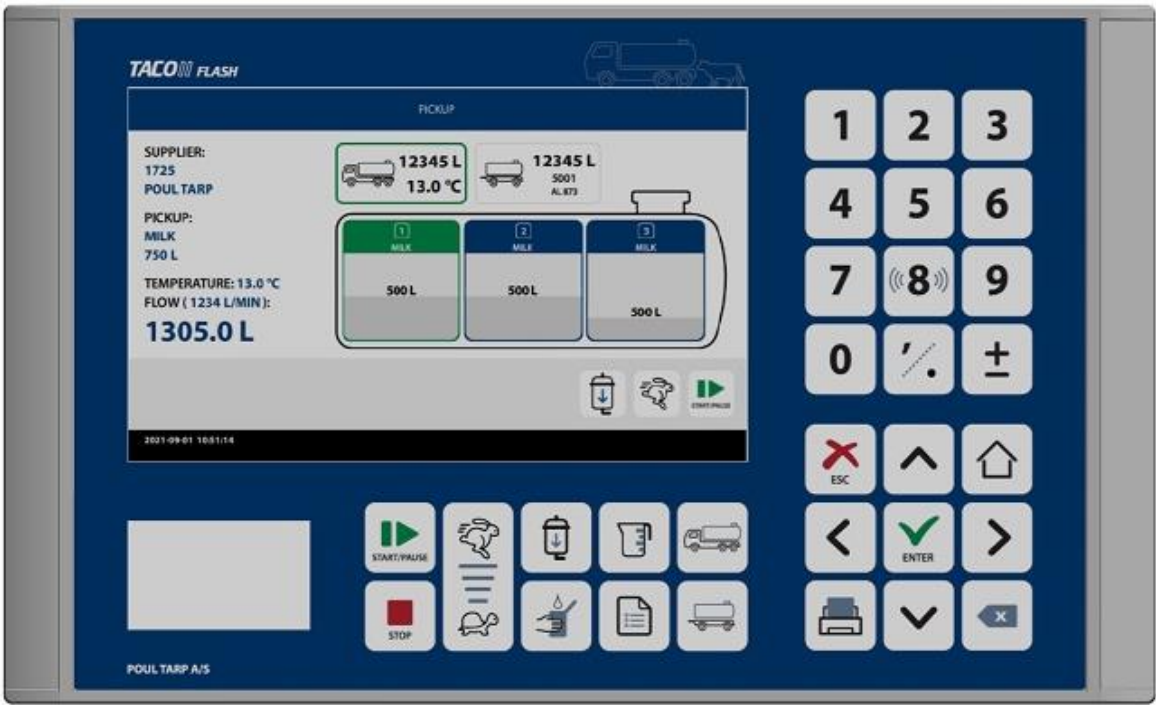 TACO FLASH
PICKUP
SUPPLIER:
1725
POUL TARP
PICKUP:
MILK
750 L
TEMPERATURE: 13.0 °C
FLOW ( 1234 L/MIN ):
1305.0 L
12345 L
13.0 °C
12345 L
5001
AL 873
1
MILK
500 L
2
MILK
500 L
3
MILK
500 L
START/PAUSE
2021-09-01 10:51:14
START/PAUSE
STOP
POUL TARP A/S
1 2 3
4 5 6
7 8 9
0 ′ . ±
ESC
ENTER
x